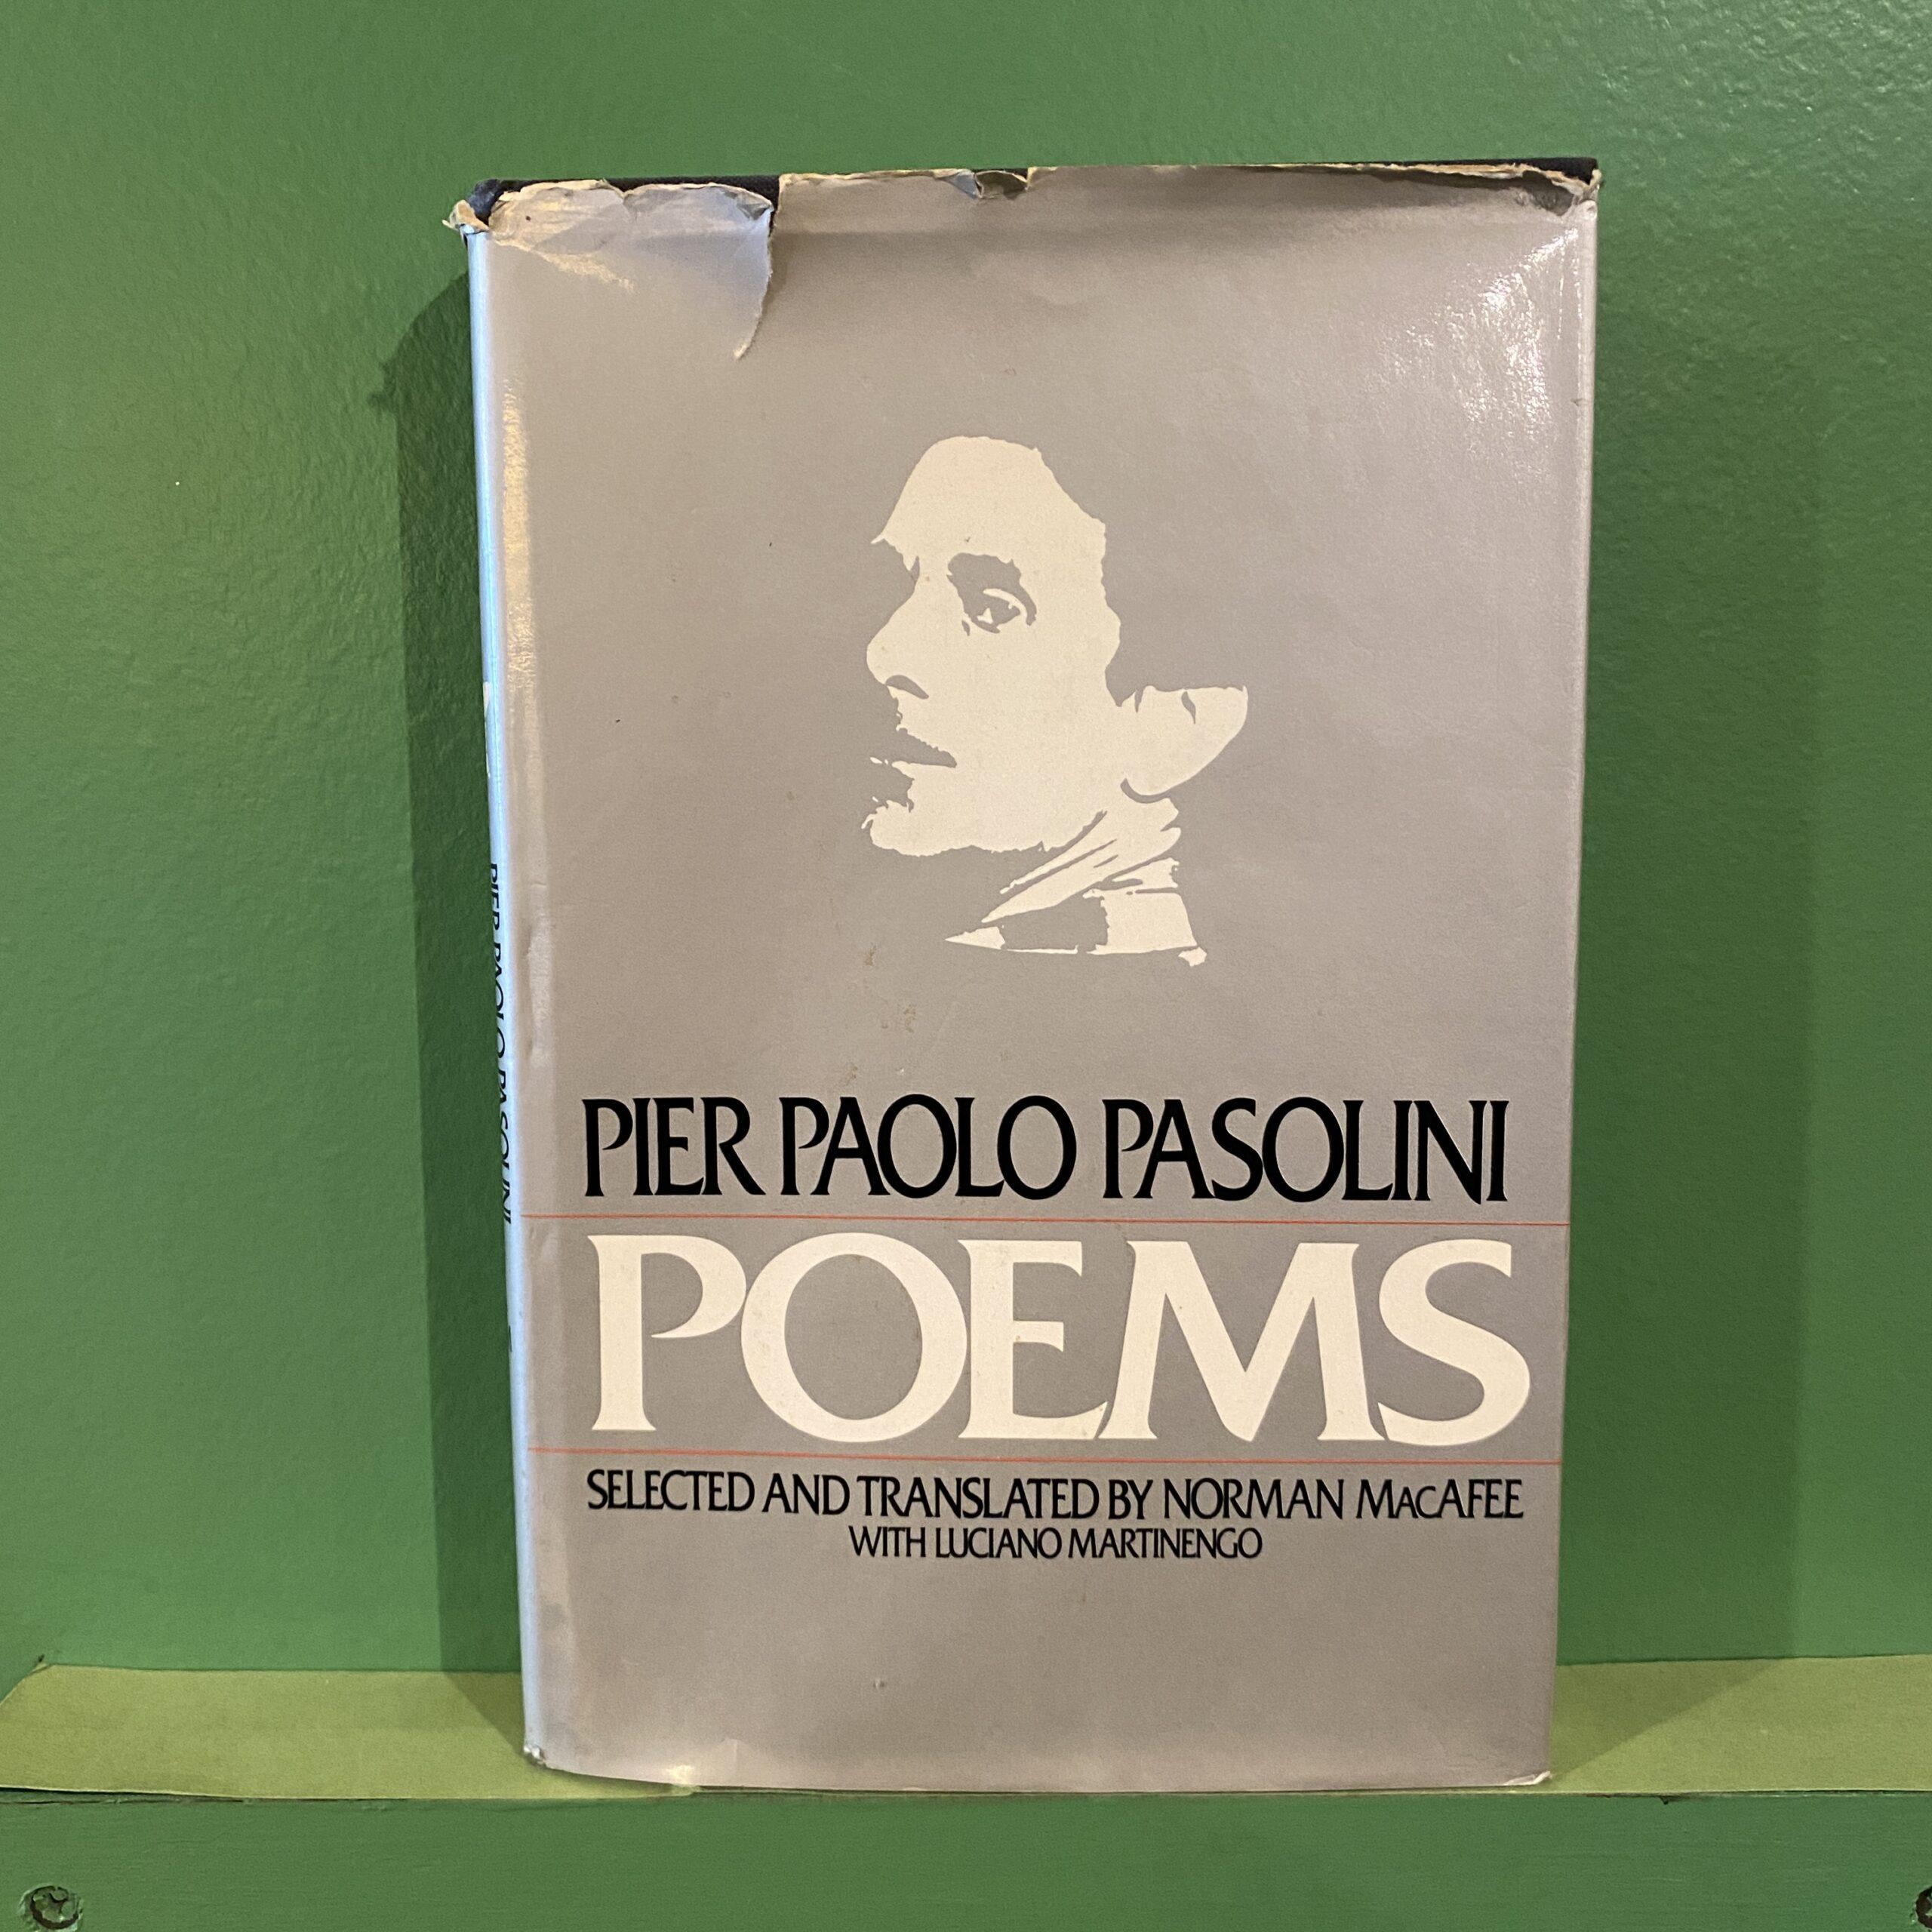 PIER PAOLO PASOLINI
POEMS
SELECTED AND TRANSLATED BY NORMAN MacAFEE
WITH LUCIANO MARTINENGO
PIER PAOLO PASOLINI